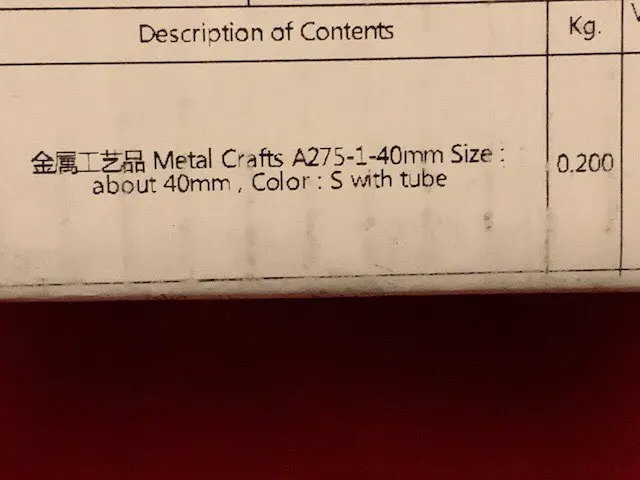 Description of Contents
Kg.
金属工艺品 Metal Crafts A275-1-40mm Size :
about 40mm , Color : S with tube
0.200